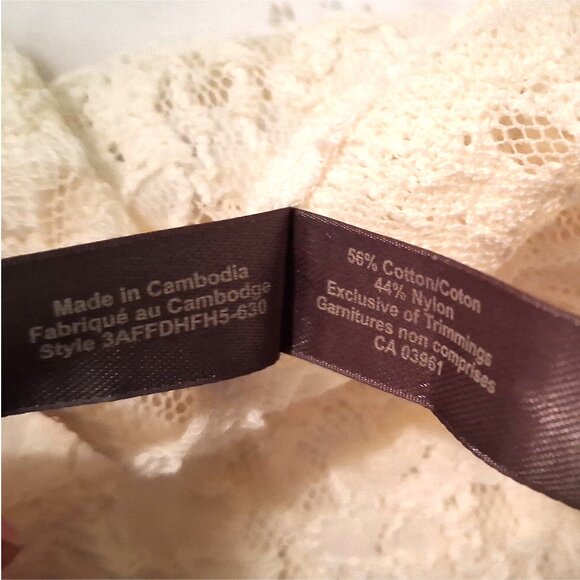 Made in Cambodia
Fabriqué au Cambodge
Style 3AFFDHFH5-630
56% Cotton/Coton
44% Nylon
Exclusive of Trimmings
Garnitures non comprises
CA 03961